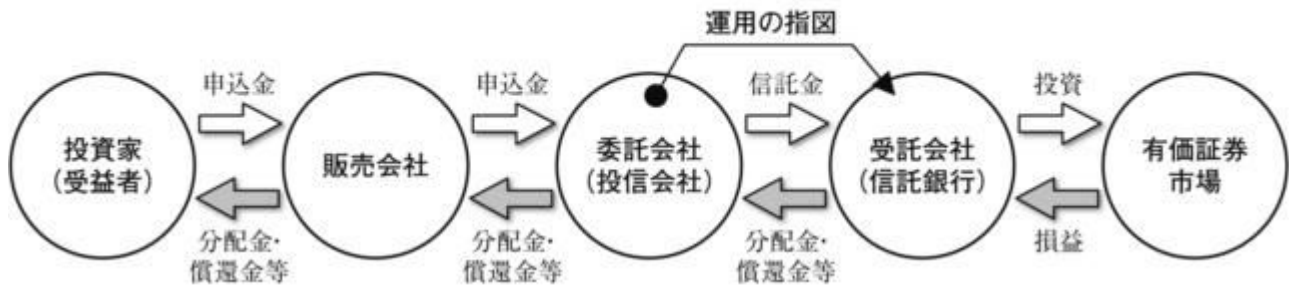 運用の指図
申込金
申込金
信託金
投資
投資家
（受益者）
販売会社
委託会社
（投信会社）
受託会社
（信託銀行）
有価証券
市場
分配金・
償還金等
分配金・
償還金等
分配金・
償還金等
損益